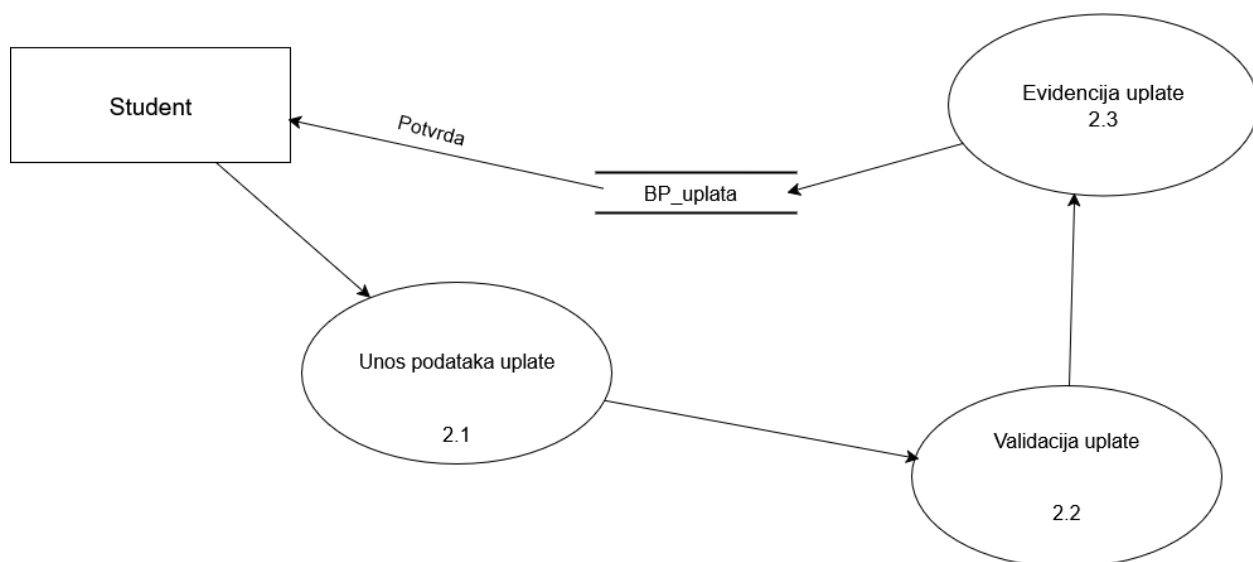 Student
Potvrda
BP_uplata
Evidencija uplate
2.3
Unos podataka uplate
2.1
Validacija uplate
2.2